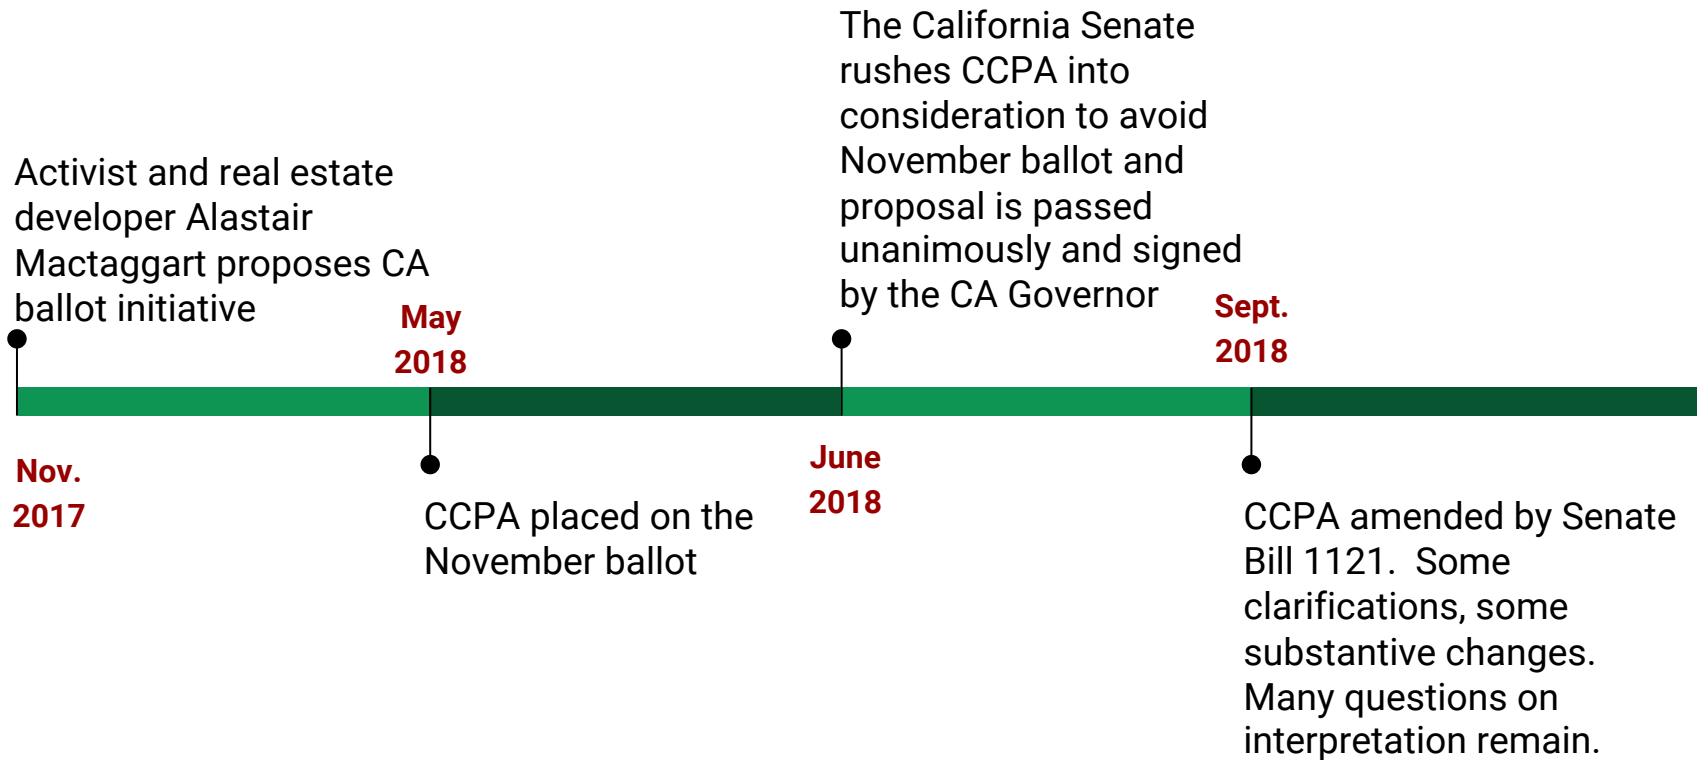 Activist and real estate
developer Alastair
Mactaggart proposes CA
ballot initiative
Nov.
2017
May
2018
CCPA placed on the
November ballot
The California Senate
rushes CCPA into
consideration to avoid
November ballot and
proposal is passed
unanimously and signed
by the CA Governor
June
2018
Sept.
2018
CCPA amended by Senate
Bill 1121.  Some
clarifications, some
substantive changes.
Many questions on
interpretation remain.